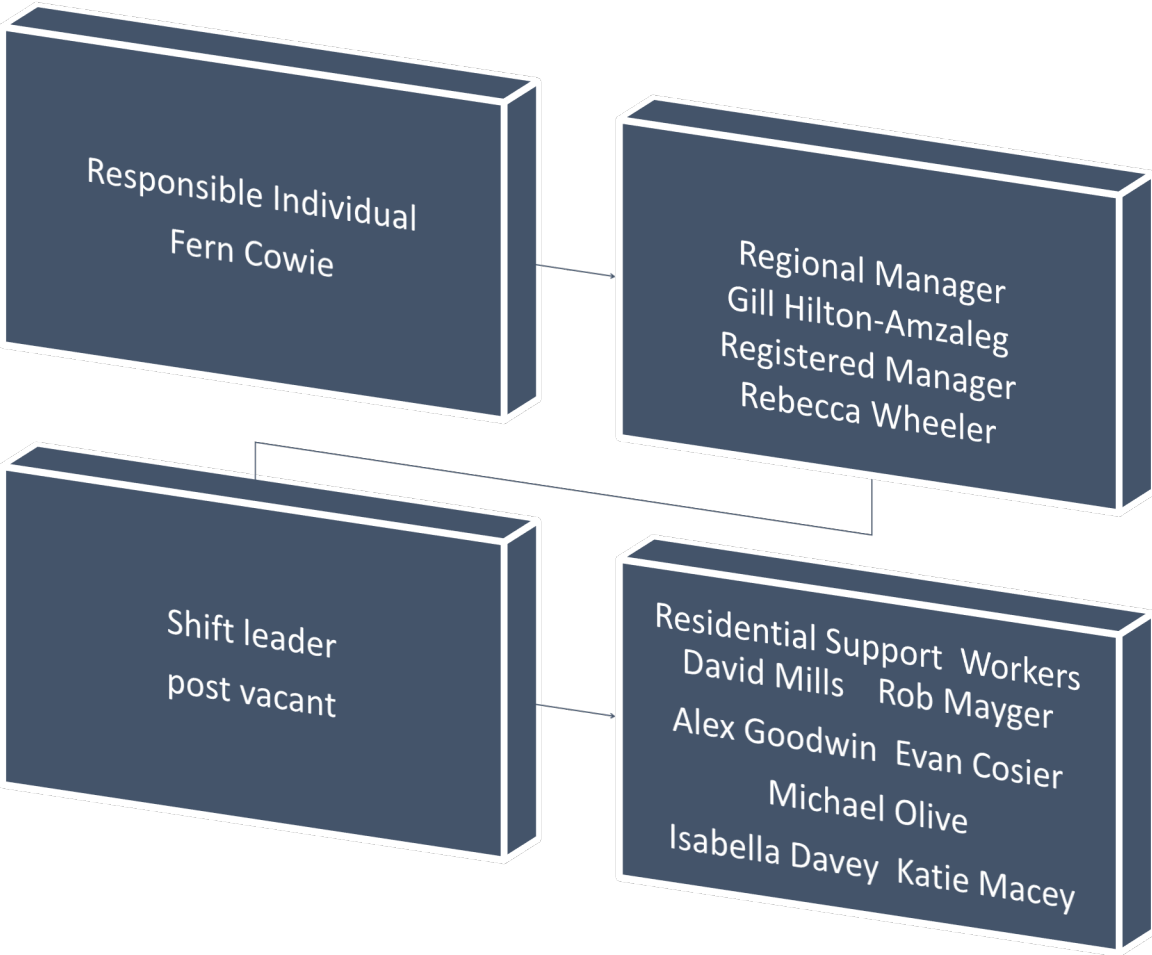 Responsible Individual
Fern Cowie
Regional Manager
Gill Hilton-Amzaleg
Registered Manager
Rebecca Wheeler
Shift leader
post vacant
Residential Support  Workers
David Mills    Rob Mayger
Alex Goodwin  Evan Cosier
Michael Olive
Isabella Davey  Katie Macey